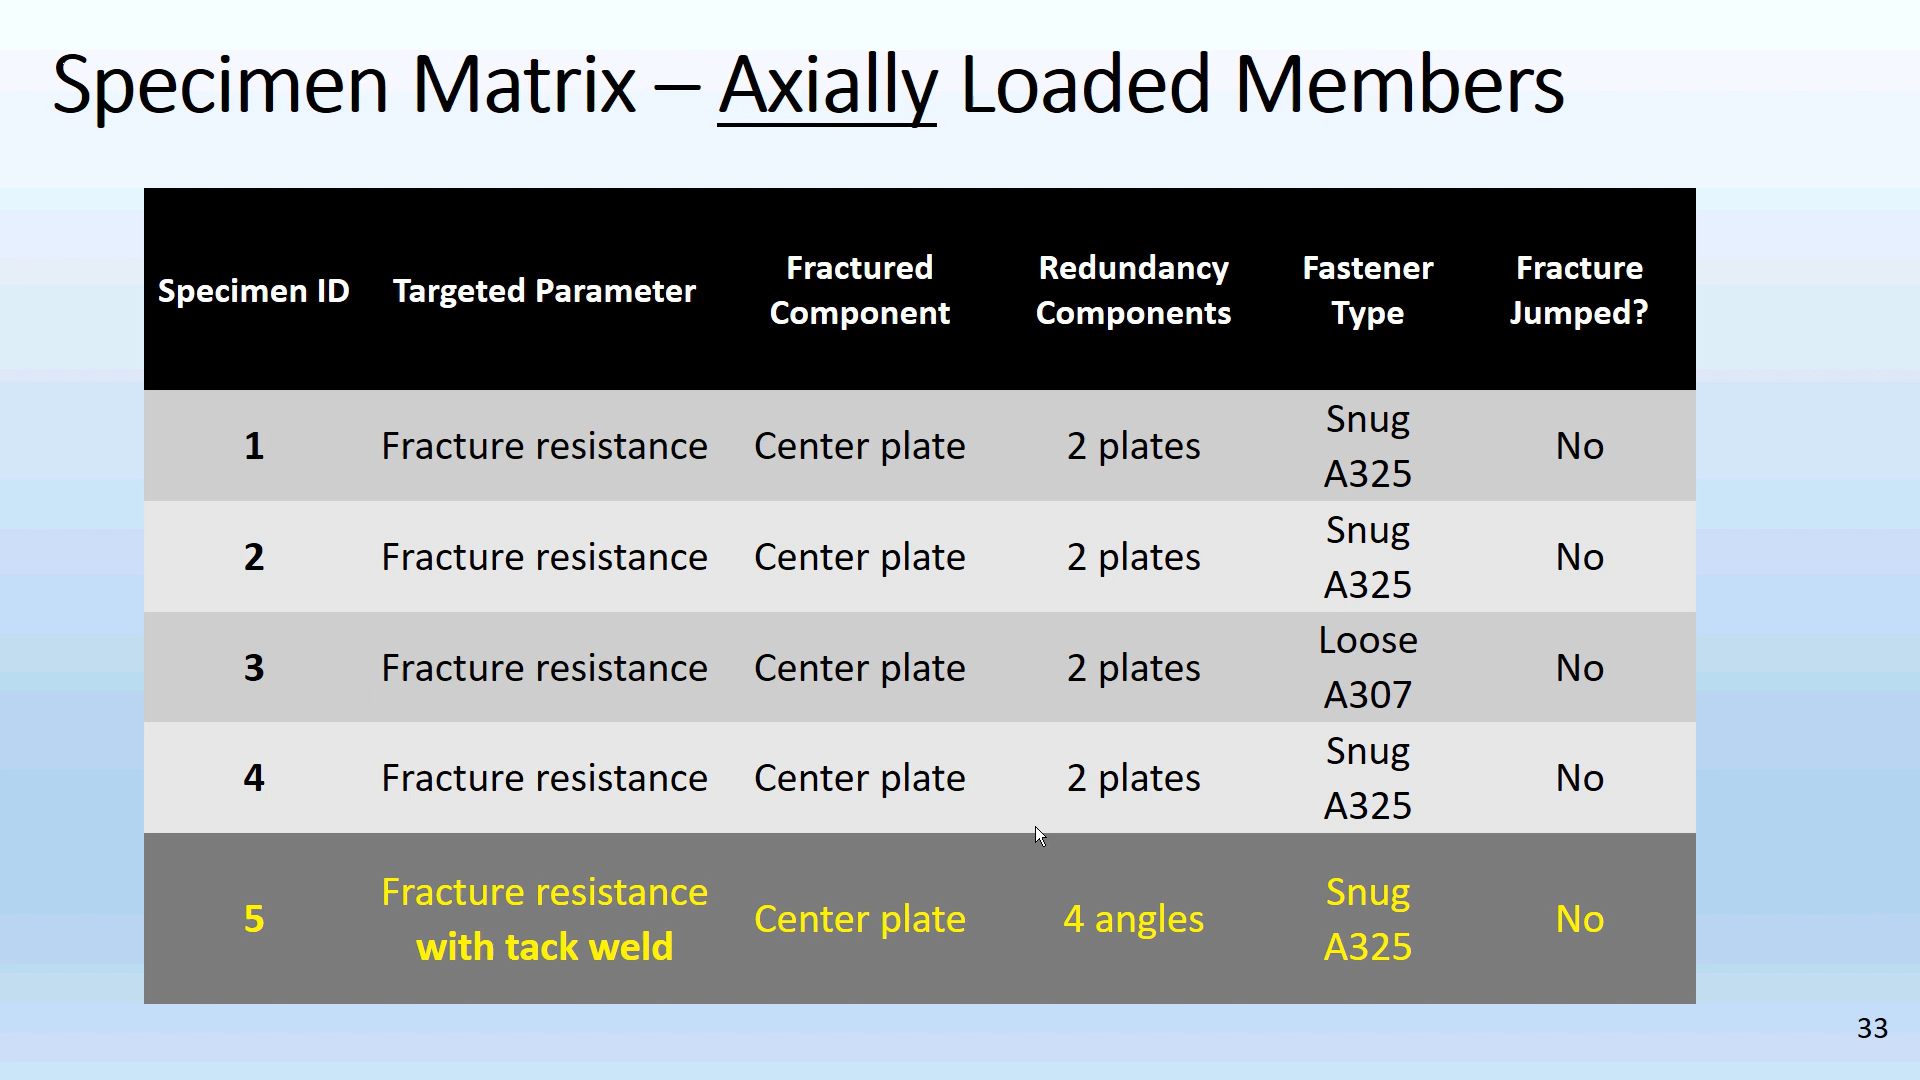 Specimen Matrix – Axially Loaded Members
Specimen ID Targeted Parameter Fractured Component Redundancy Components Fastener Type Fracture Jumped?
1 Fracture resistance Center plate 2 plates Snug A325 No
2 Fracture resistance Center plate 2 plates Snug A325 No
3 Fracture resistance Center plate 2 plates Loose A307 No
4 Fracture resistance Center plate 2 plates Snug A325 No
5 Fracture resistance with tack weld Center plate 4 angles Snug A325 No
33